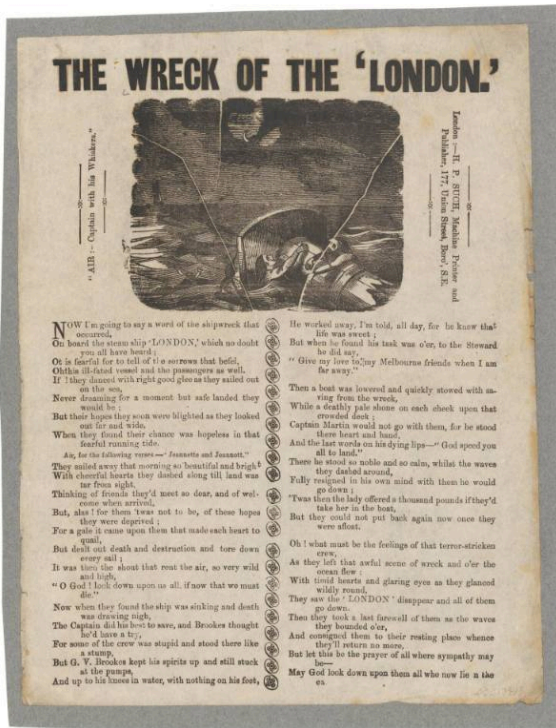 THE WRECK OF THE 'LONDON.'
"AIR :- Captain with his Whiskers."
London :—H. P. SUCH, Machine Printer and
Publisher, 177, Union Street, Boro', S.E.
NOW I'm going to say a word of the shipwreck that
occurred,
On board the steam ship 'LONDON,' which no doubt
you all have heard ;
Ot is fearful for to tell of the sorrows that befel,
Ohthis ill-fated vessel and the passengers as well.
If ! they danced with right good glee as they sailed out
on the sea,
Never dreaming for a moment but safe landed they
would be ;
But their hopes they soon were blighted as they looked
out far and wide,
When they found their chance was hopeless in that
fearful running tide.
Air, for the following verses—' Jeannette and Jeannott."
They smiled away that morning so beautiful and bright
With cheerful hearts they dashed along till land was
far from sight.
Thinking of friends they'd meet so dear, and of wel-
come when arrived,
But, alas ! for them 'twas not to be, of these hopes
they were deprived ;
For a gale it came upon them that made each heart to
quail,
But dealt out death and destruction and tore down
every sail ;
It was then the shout that rent the air, so very wild
and high,
" O God ! look down upon us all, if now that we must
die."
Now when they found the ship was sinking and death
was drawing nigh,
The Captain did his best to save, and Brookes thought
he'd have a try,
For some of the crew was stupid and stood there like
a stump,
But G. V. Brookes kept his spirits up and still stuck
at the pumps,
And up to his knees in water, with nothing on his feet,
He worked away, I'm told, all day, for he knew that
life was sweet ;
But when he found his task was o'er, to the Steward
he did say,
" Give my love to my Melbourne friends when I am
far away."
Then a boat was lowered and quickly stowed with sa-
ving from the wreck,
While a deathly pale shone on each cheek upon that
crowded deck ;
Captain Martin would not go with them, for he stood
there heart and hand,
And the last words on his dying lips—" God speed you
all to land."
There he stood so noble and so calm, whilst the waves
they dashed around,
Fully resigned in his own mind with them he would
go down ;
'Twas then the lady offered a thousand pounds if they'd
take her in the boat,
But they could not put back again now once they
were afloat.
Oh ! what must be the feelings of that terror-stricken
crew,
As they left that awful scene of wreck and o'er the
ocean flew ;
With timid hearts and glaring eyes as they glanced
wildly round,
They saw the ' LONDON ' disappear and all of them
go down.
Then they took a last farewell of them as the waves
they bounded o'er,
And consigned them to their resting place whence
they'll return no more,
But let this be the prayer of all where sympathy may
be—
May God look down upon them all who now lie n the
ea